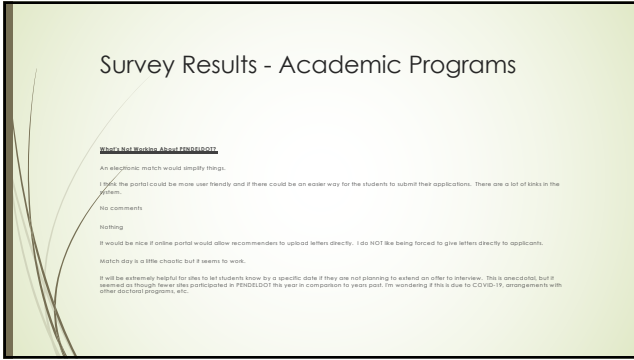 Survey Results - Academic Programs
What's Not Working About PENDELDOT?
An electronic match would simplify things.
I think the portal could be more user friendly and if there could be an easier way for the students to submit their applications. There are a lot of kinks in the
system.
No comments
Nothing
It would be nice if online portal would allow recommenders to upload letters directly. I do NOT like being forced to give letters directly to applicants.
Match day is a little chaotic but it seems to work.
It will be extremely helpful for sites to let students know by a specific date if they are not planning to extend an offer to interview. This is anecdotal, but it
seemed as though fewer sites participated in PENDELDOT this year in comparison to years past. I'm wondering if this is due to COVID-19, arrangements with
other doctoral programs, etc.